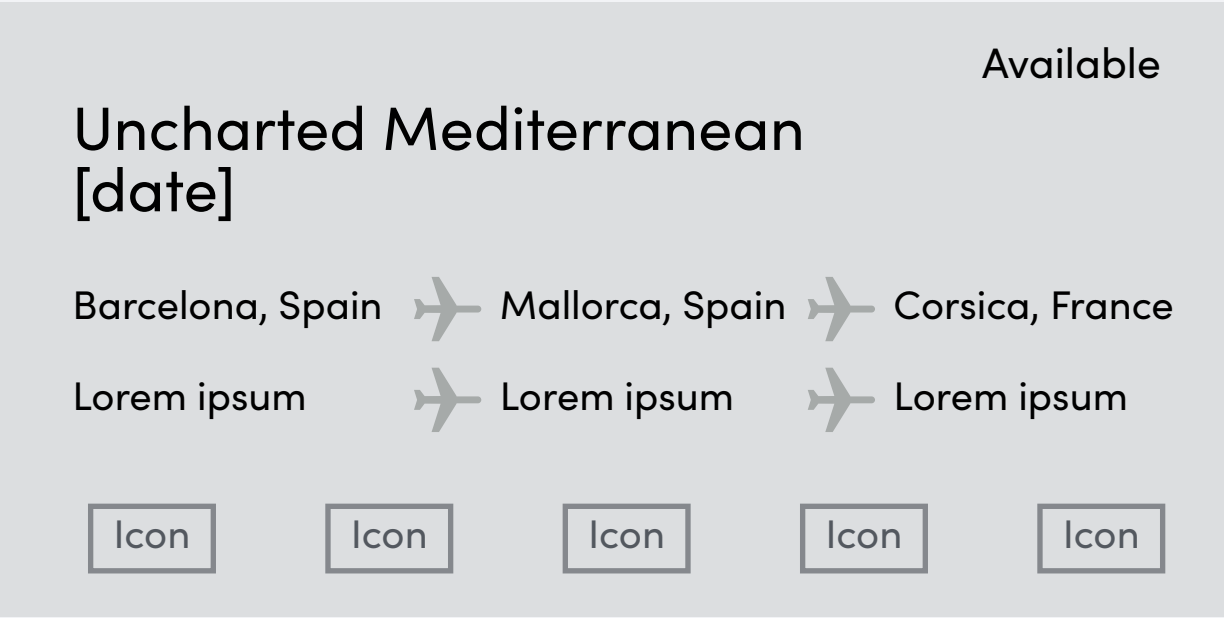 Available
Uncharted Mediterranean
[date]
Barcelona, Spain Mallorca, Spain Corsica, France
Lorem ipsum Lorem ipsum Lorem ipsum
Icon Icon Icon Icon Icon